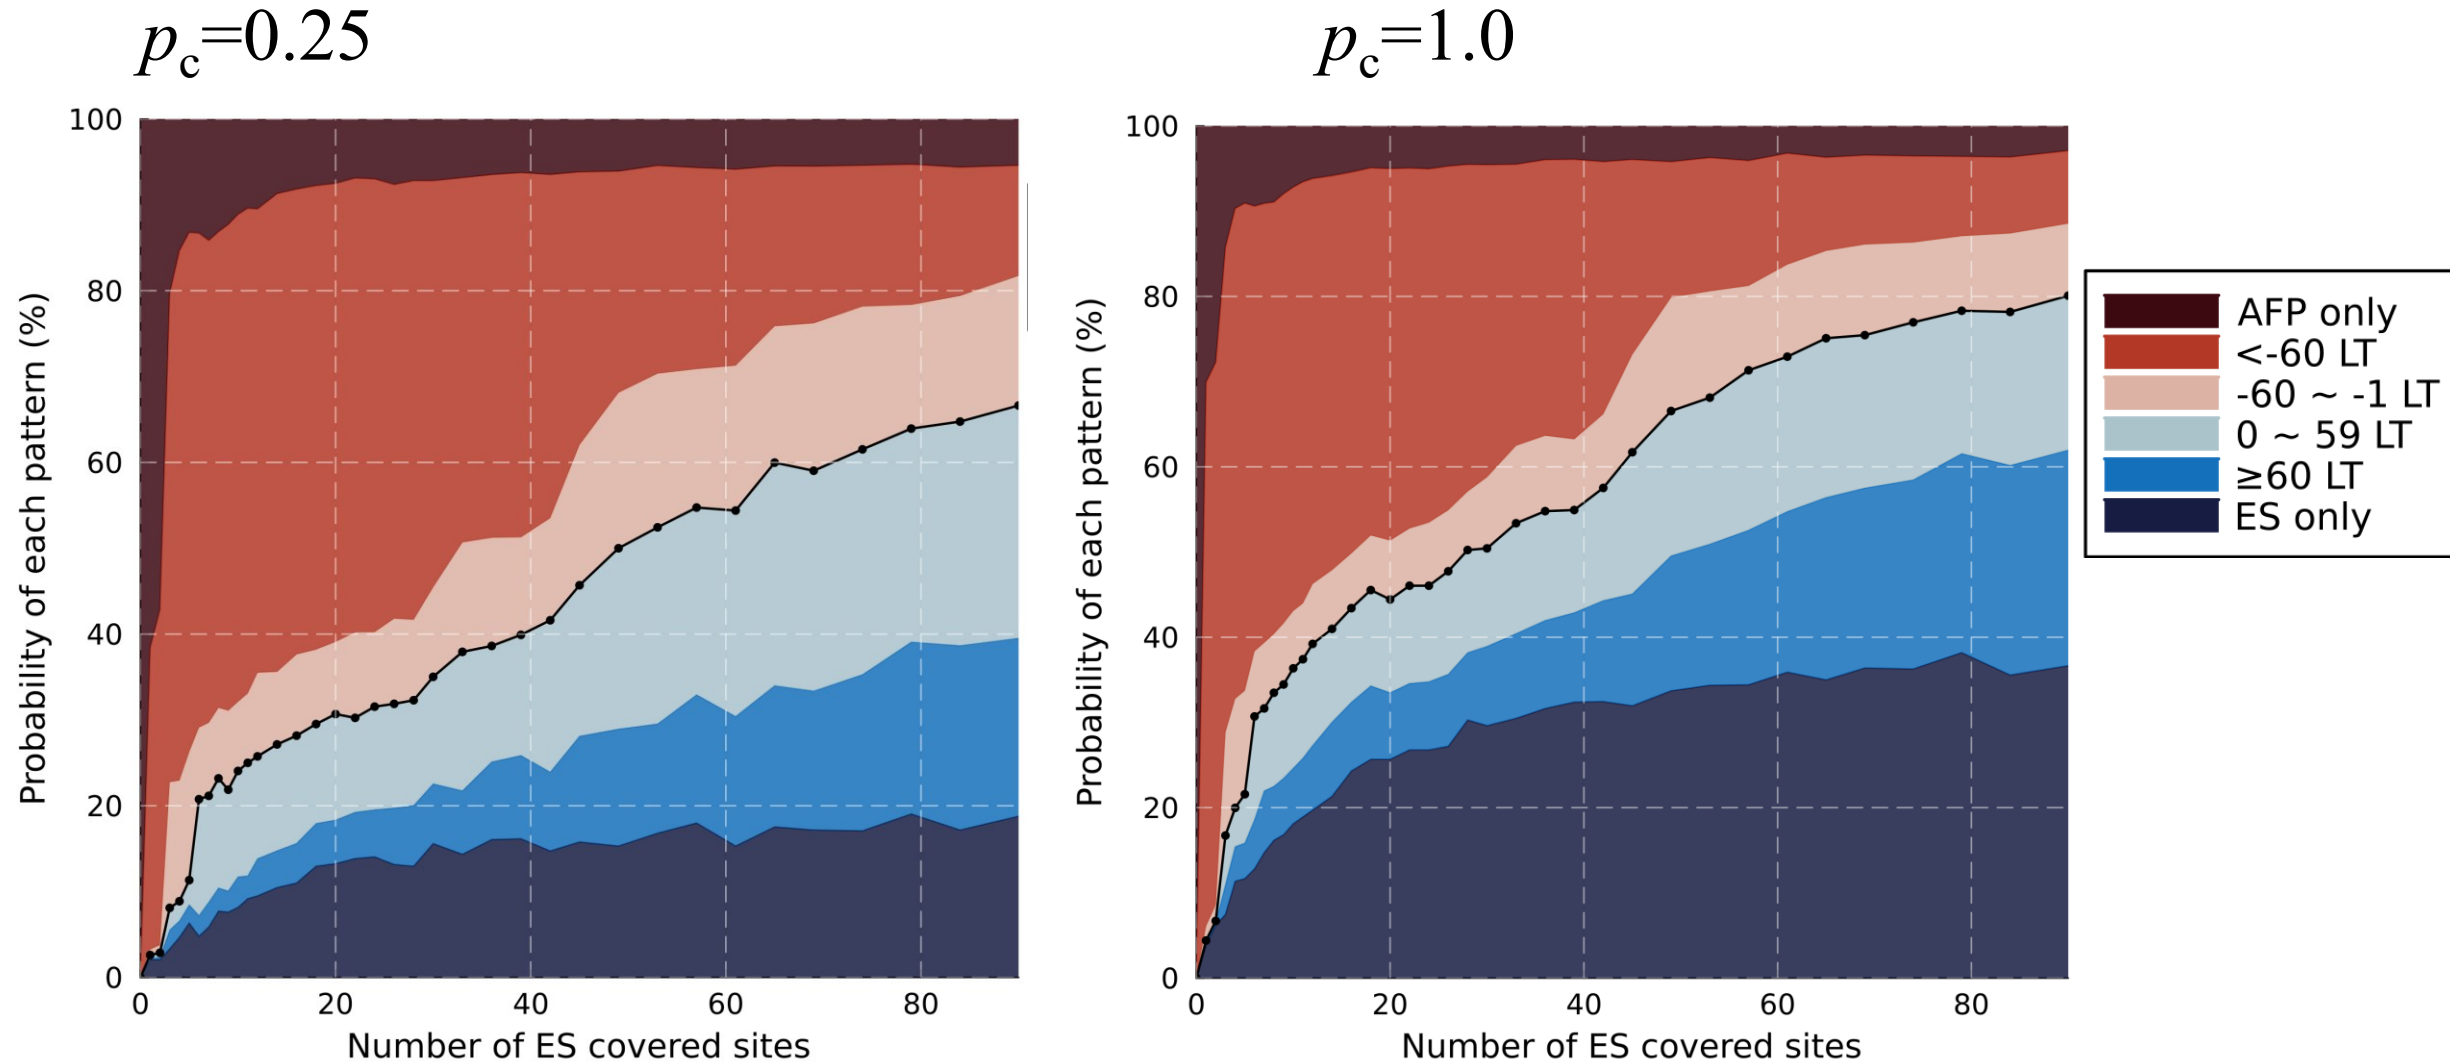 p_c=0.25
p_c=1.0
Probability of each pattern (%)
100
80
60
40
20
0
0 20 40 60 80
Number of ES covered sites
Probability of each pattern (%)
100
80
60
40
20
0
0 20 40 60 80
Number of ES covered sites
AFP only
<-60 LT
-60 ~ -1 LT
0 ~ 59 LT
≥60 LT
ES only